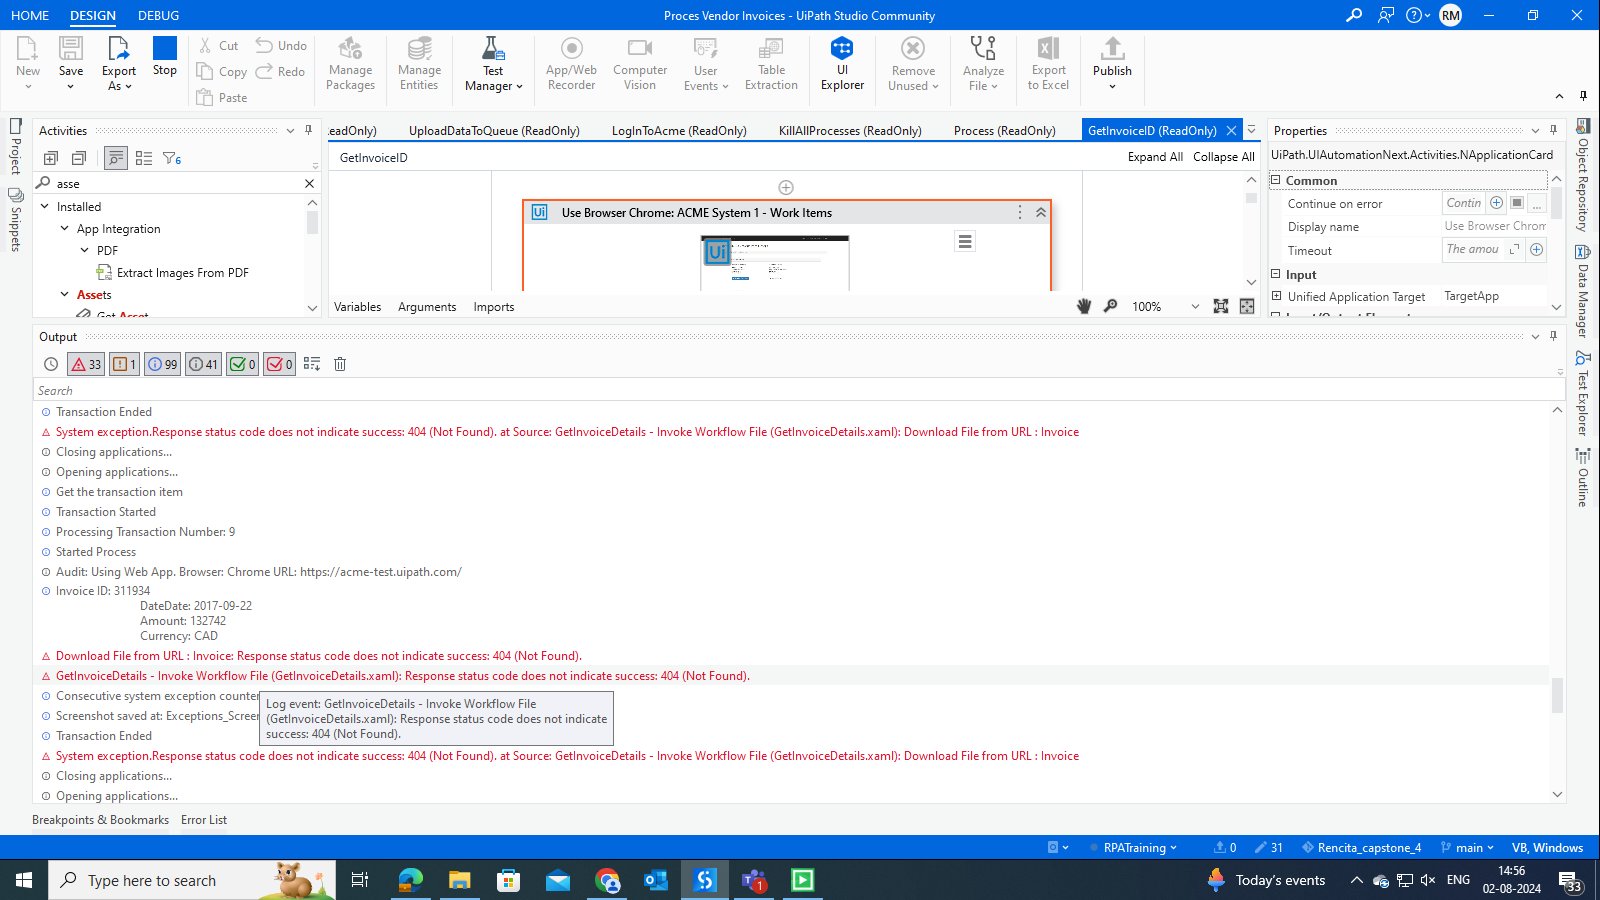 HOME DESIGN DEBUG Proces Vendor Invoices - UiPath Studio Community RM
New Save Export As Stop Cut Copy Paste Undo Redo Manage Packages Manage Entities Test Manager App/Web Recorder Computer Vision User Events Table Extraction UI Explorer Remove Unused Analyze File Export to Excel Publish
Project
Snippets
Activities
asse
Installed
App Integration
PDF
Extract Images From PDF
Assets
Get Asset
eadOnly) UploadDataToQueue (ReadOnly) LogInToAcme (ReadOnly) KillAllProcesses (ReadOnly) Process (ReadOnly) GetInvoiceID (ReadOnly)
GetInvoiceID Expand All Collapse All
Use Browser Chrome: ACME System 1 - Work Items
Ui
Variables Arguments Imports 100%
Properties
UiPath.UIAutomationNext.Activities.NApplicationCard
Common
Continue on error Contin
Display name Use Browser Chrom
Timeout The amou
Input
Unified Application Target TargetApp
Object Repository
Data Manager
Test Explorer
Outline
Output
33 1 99 41 0 0
Search
Transaction Ended
System exception.Response status code does not indicate success: 404 (Not Found). at Source: GetInvoiceDetails - Invoke Workflow File (GetInvoiceDetails.xaml): Download File from URL : Invoice
Closing applications...
Opening applications...
Get the transaction item
Transaction Started
Processing Transaction Number: 9
Started Process
Audit: Using Web App. Browser: Chrome URL: https://acme-test.uipath.com/
Invoice ID: 311934
DateDate: 2017-09-22
Amount: 132742
Currency: CAD
Download File from URL : Invoice: Response status code does not indicate success: 404 (Not Found).
GetInvoiceDetails - Invoke Workflow File (GetInvoiceDetails.xaml): Response status code does not indicate success: 404 (Not Found).
Consecutive system exception counter
Screenshot saved at: Exceptions_Screen
Log event: GetInvoiceDetails - Invoke Workflow File
(GetInvoiceDetails.xaml): Response status code does not indicate
success: 404 (Not Found).
Transaction Ended
System exception.Response status code does not indicate success: 404 (Not Found). at Source: GetInvoiceDetails - Invoke Workflow File (GetInvoiceDetails.xaml): Download File from URL : Invoice
Closing applications...
Opening applications...
Breakpoints & Bookmarks Error List
RPATraining 0 31 Rencita_capstone_4 main VB, Windows
Type here to search Today's events ENG 14:56
02-08-2024 33